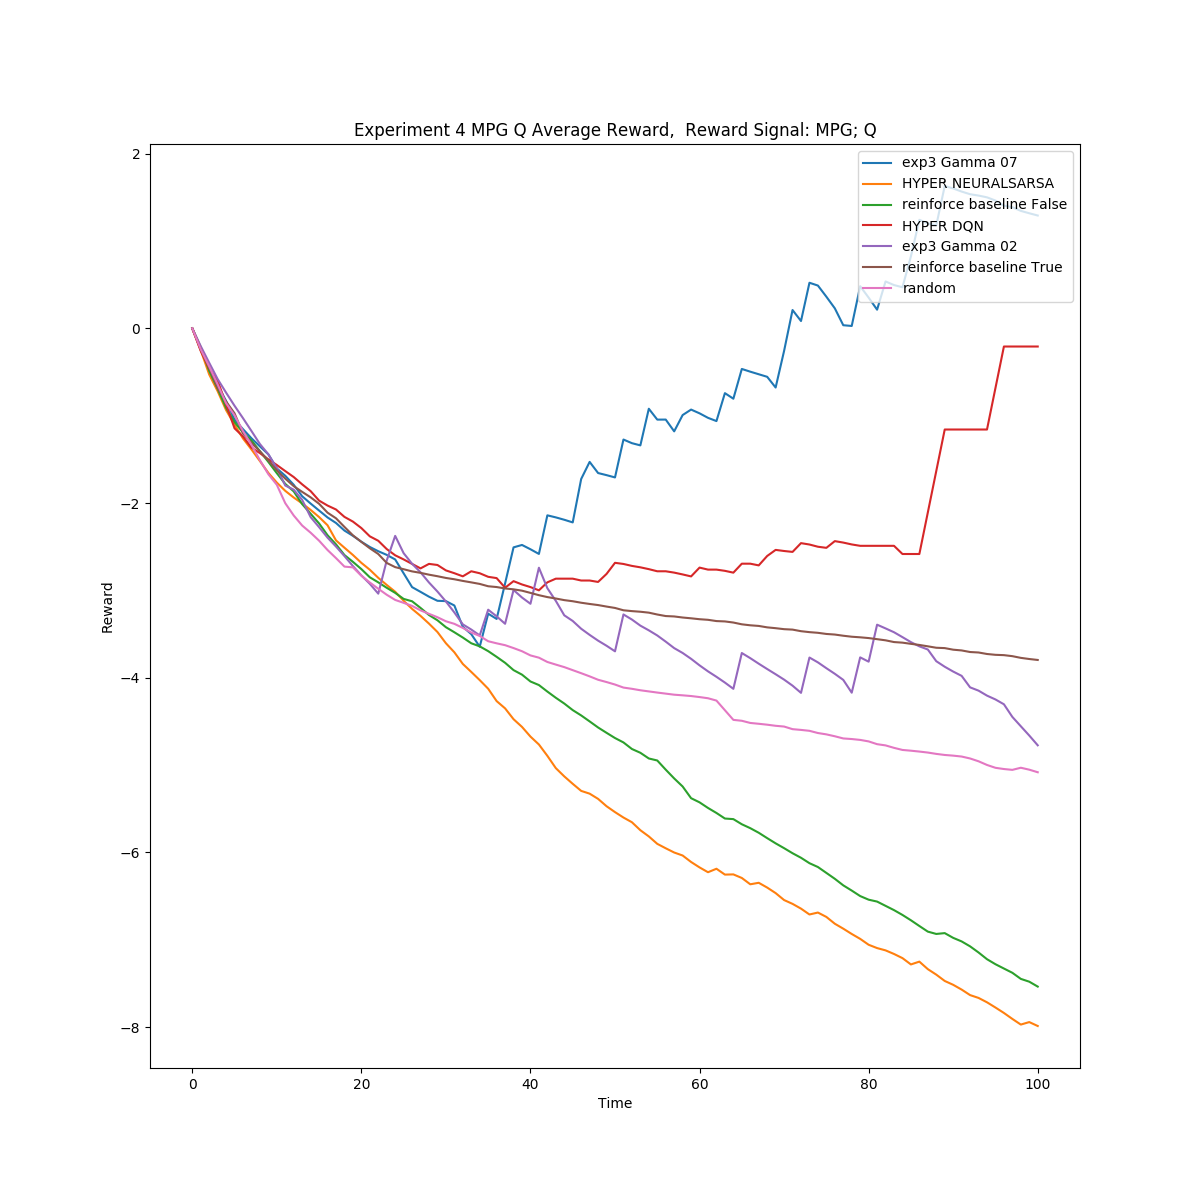 Experiment 4 MPG Q Average Reward,  Reward Signal: MPG; Q
exp3 Gamma 07
HYPER NEURALSARSA
reinforce baseline False
HYPER DQN
exp3 Gamma 02
reinforce baseline True
random
2
0
−2
−4
−6
−8
Reward
0 20 40 60 80 100
Time